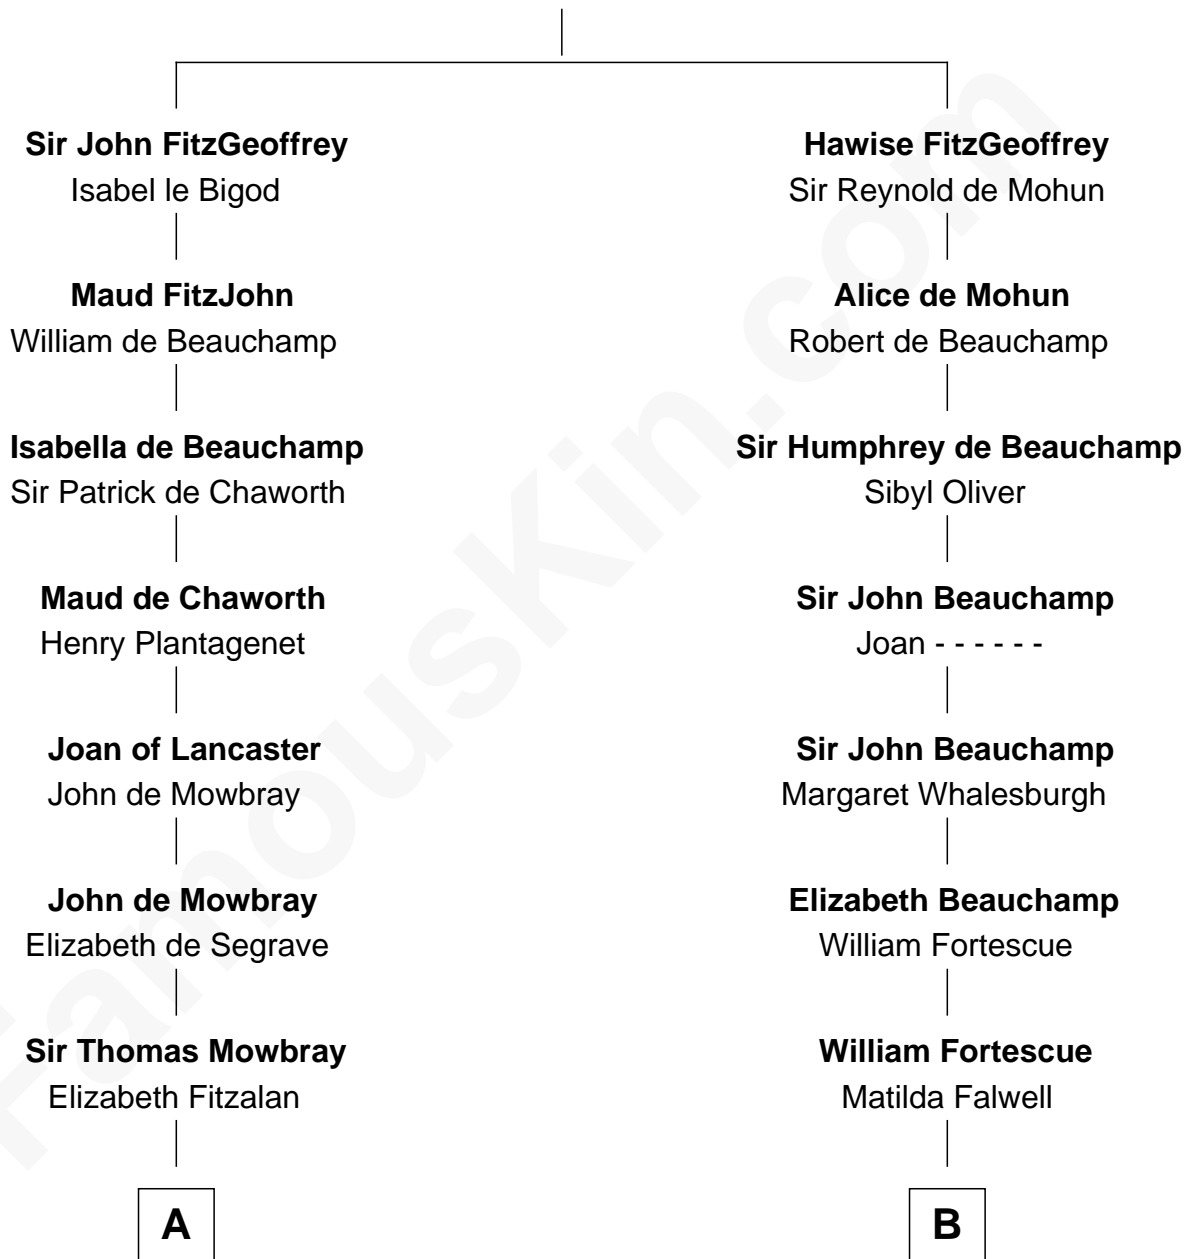 Sir John FitzGeoffrey
Isabel le Bigod
Maud FitzJohn
William de Beauchamp
Isabella de Beauchamp
Sir Patrick de Chaworth
Maud de Chaworth
Henry Plantagenet
Joan of Lancaster
John de Mowbray
John de Mowbray
Elizabeth de Segrave
Sir Thomas Mowbray
Elizabeth Fitzalan
A
Hawise FitzGeoffrey
Sir Reynold de Mohun
Alice de Mohun
Robert de Beauchamp
Sir Humphrey de Beauchamp
Sibyl Oliver
Sir John Beauchamp
Joan - - - - - -
Sir John Beauchamp
Margaret Whalesburgh
Elizabeth Beauchamp
William Fortescue
William Fortescue
Matilda Falwell
B
FamousKin.com